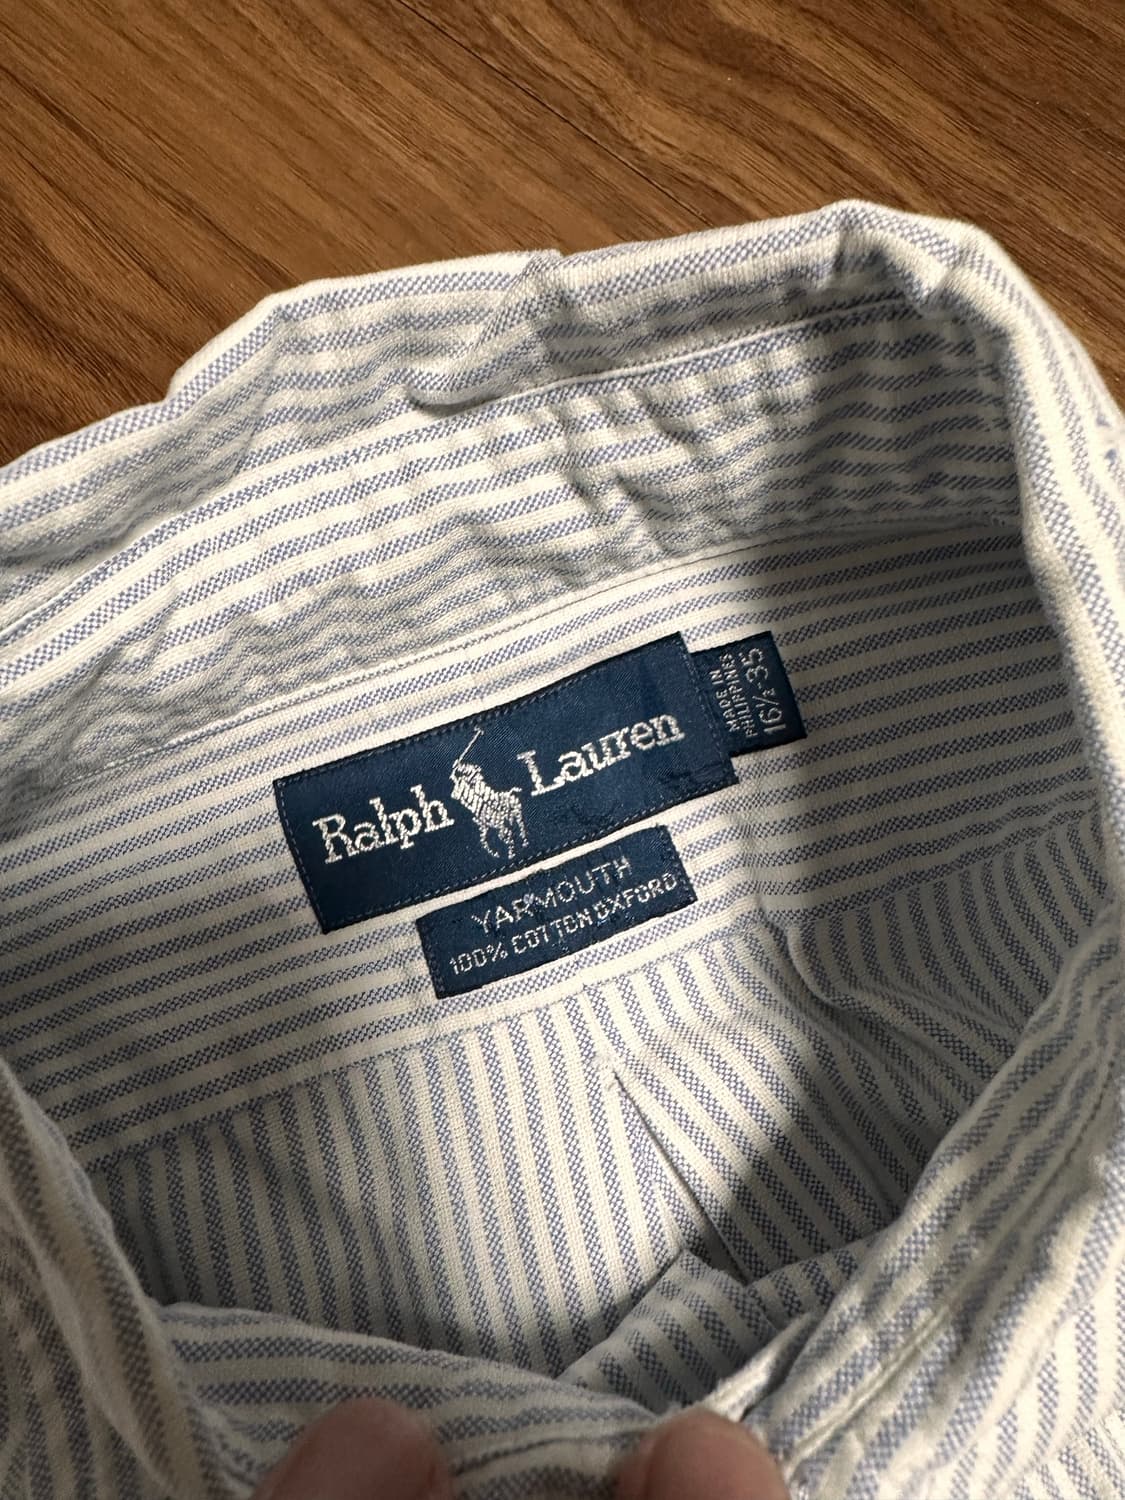 Ralph Lauren
MADE IN
PHILIPPINES
16½-35
YARMOUTH
100% COTTON OXFORD